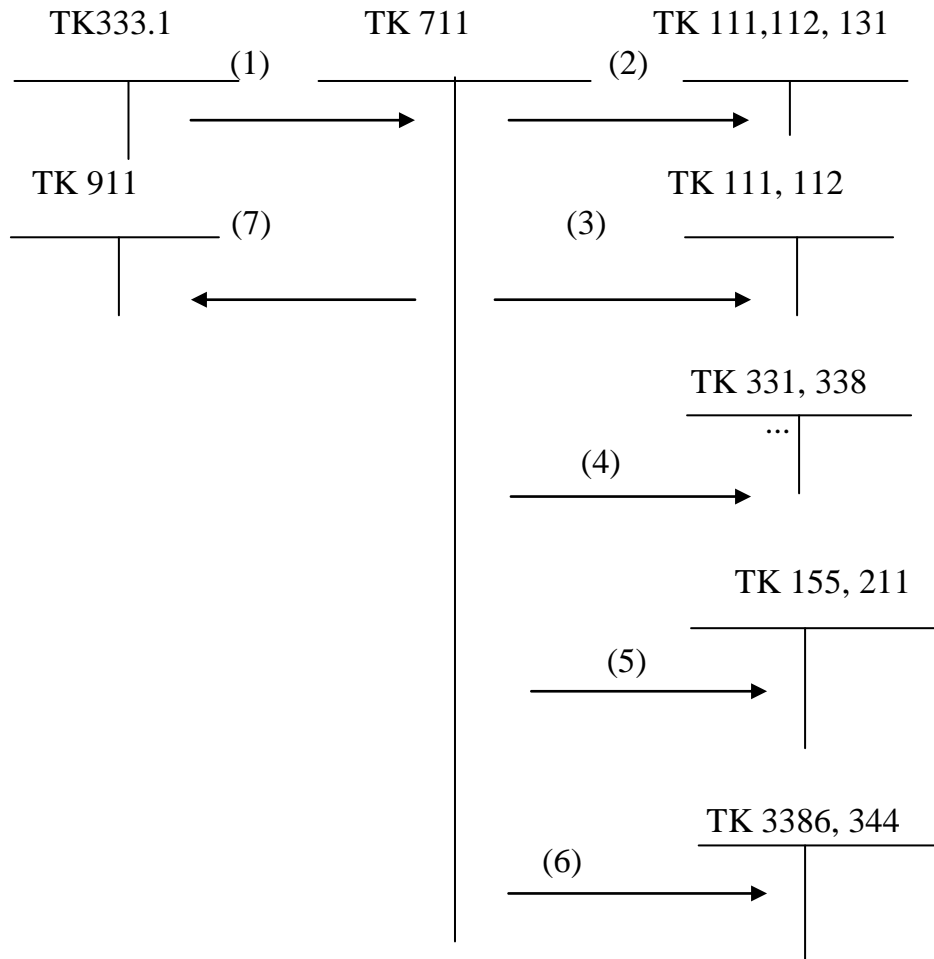 TK333.1 TK 711 TK 111,112, 131
(1) (2)
TK 911 TK 111, 112
(7) (3)
TK 331, 338
...
(4)
TK 155, 211
(5)
TK 3386, 344
(6)